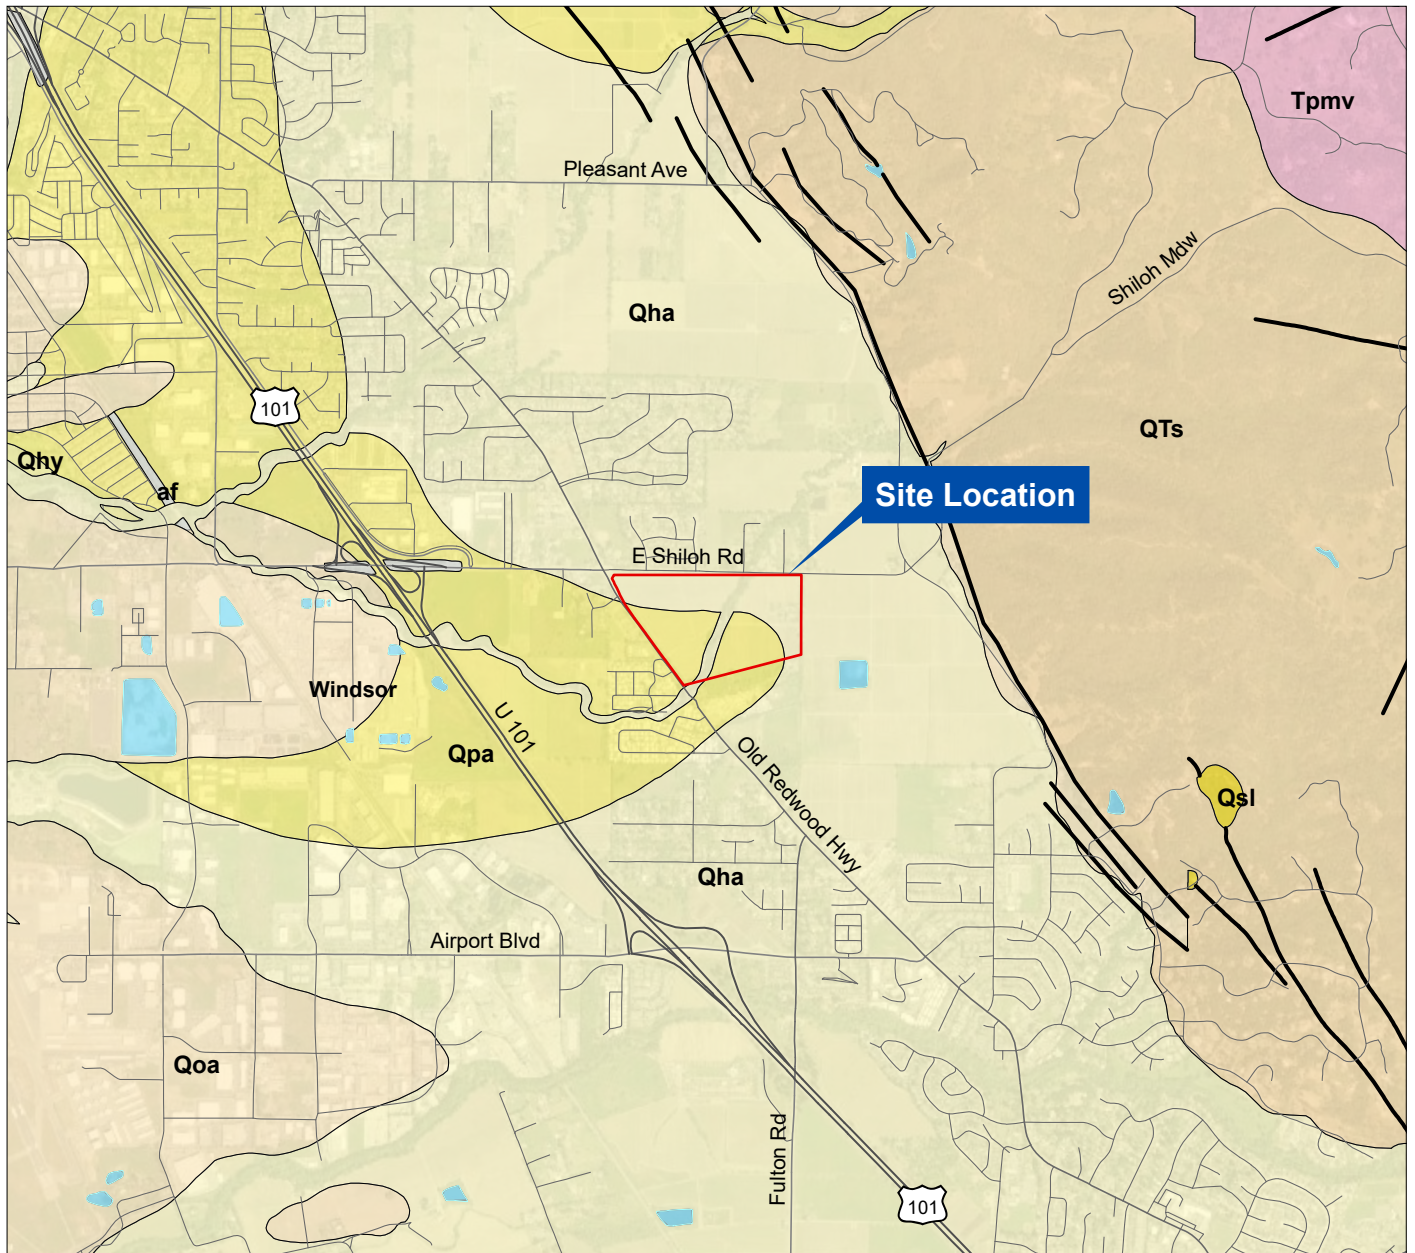 Tpmv
Pleasant Ave
Shiloh Mdw
Qha
101
QTs
Qhy
af
Site Location
E Shiloh Rd
Windsor
U 101
Qpa
Old Redwood Hwy
Qsl
Qha
Airport Blvd
Qoa
Fulton Rd
101